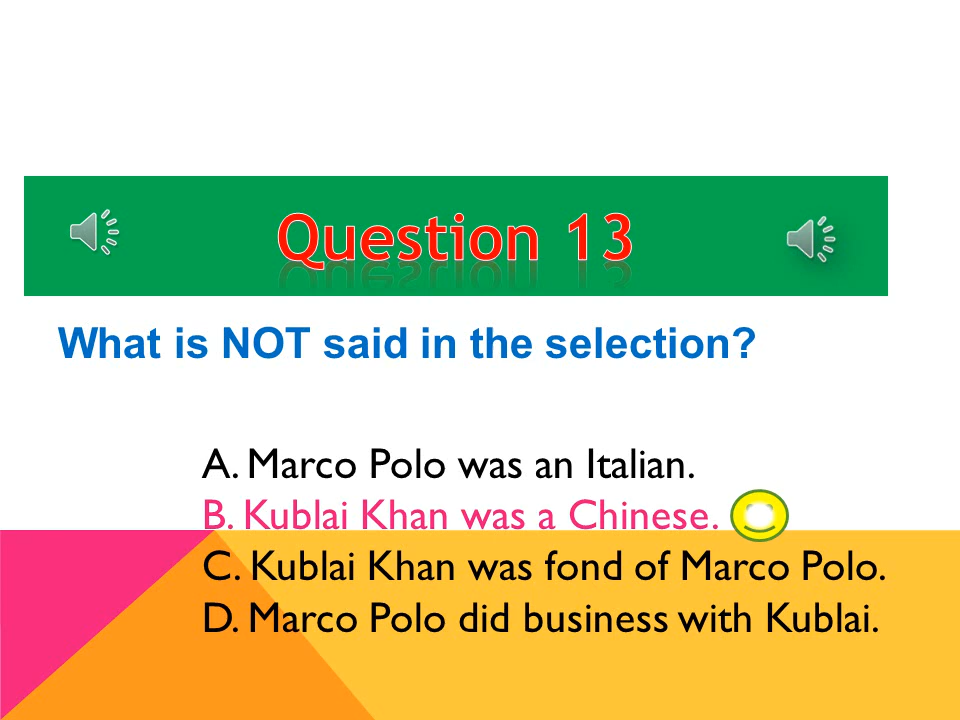 Question 13
What is NOT said in the selection?
A. Marco Polo was an Italian.
B. Kublai Khan was a Chinese.
C. Kublai Khan was fond of Marco Polo.
D. Marco Polo did business with Kublai.